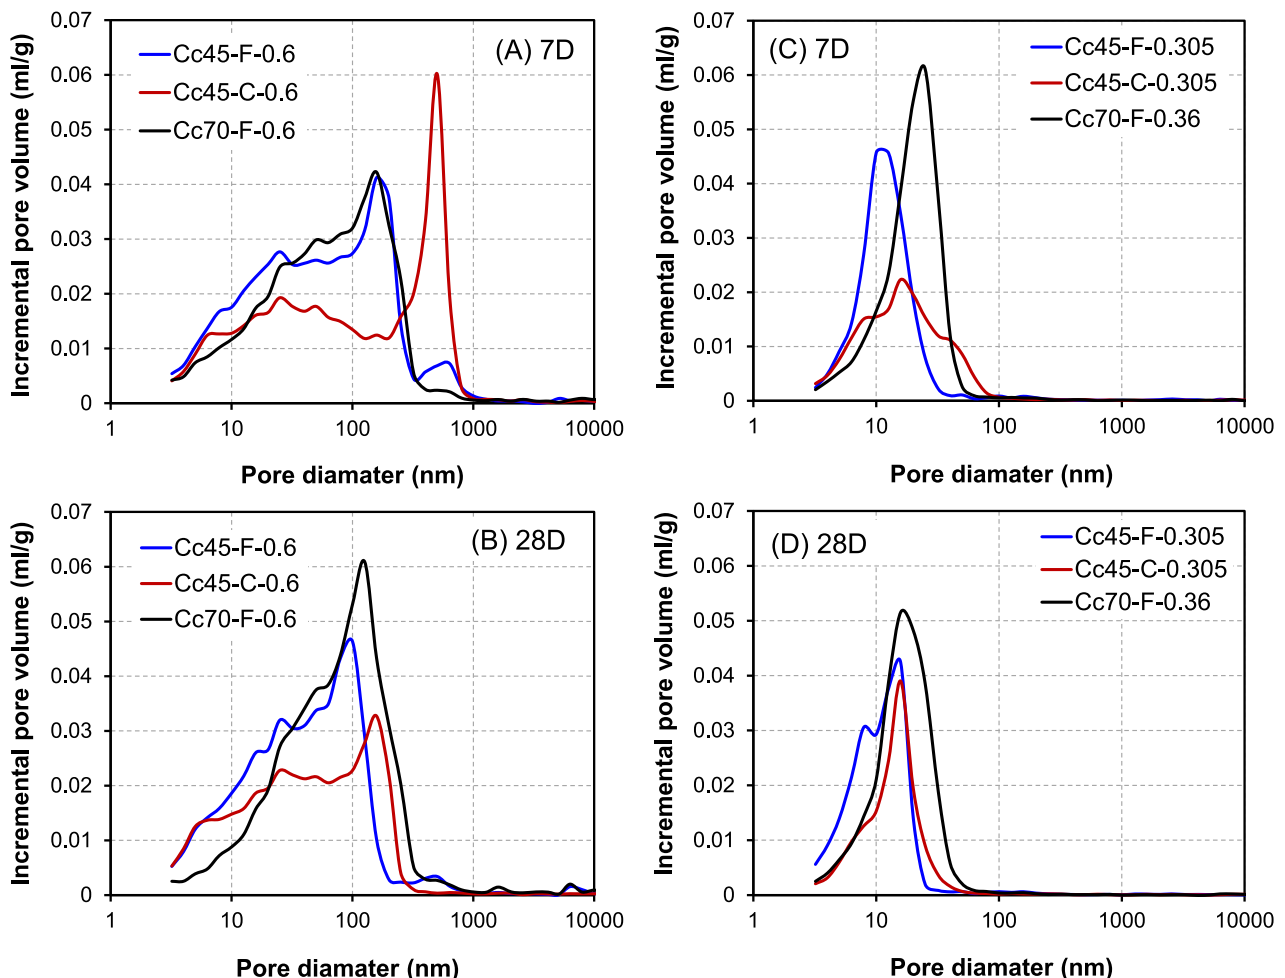 Incremental pore volume (ml/g)
0.07
0.06
0.05
0.04
0.03
0.02
0.01
0
Cc45-F-0.6
Cc45-C-0.6
Cc70-F-0.6
(A) 7D
1
10
100
1000
10000
Pore diamater (nm)
Incremental pore volume (ml/g)
0.07
0.06
0.05
0.04
0.03
0.02
0.01
0
(C) 7D
Cc45-F-0.305
Cc45-C-0.305
Cc70-F-0.36
1
10
100
1000
10000
Pore diamater (nm)
Incremental pore volume (ml/g)
0.07
0.06
0.05
0.04
0.03
0.02
0.01
0
Cc45-F-0.6
Cc45-C-0.6
Cc70-F-0.6
(B) 28D
1
10
100
1000
10000
Pore diamater (nm)
Incremental pore volume (ml/g)
0.07
0.06
0.05
0.04
0.03
0.02
0.01
0
(D) 28D
Cc45-F-0.305
Cc45-C-0.305
Cc70-F-0.36
1
10
100
1000
10000
Pore diamater (nm)